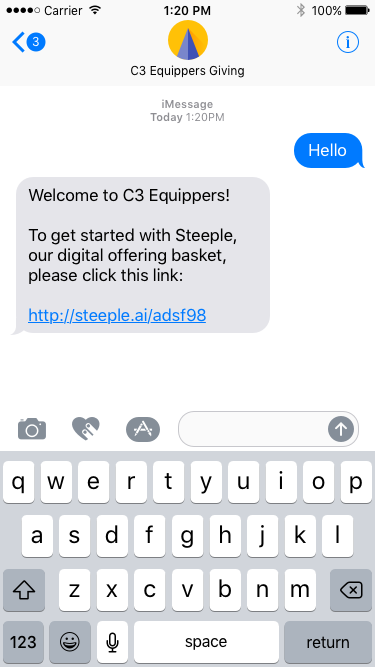 Carrier 1:20 PM 100%
3
i
C3 Equippers Giving
iMessage
Today 1:20PM
Hello
Welcome to C3 Equippers!
To get started with Steeple,
our digital offering basket,
please click this link:
http://steeple.ai/adsf98
q w e r t y u i o p
a s d f g h j k l
z x c v b n m
123 space return